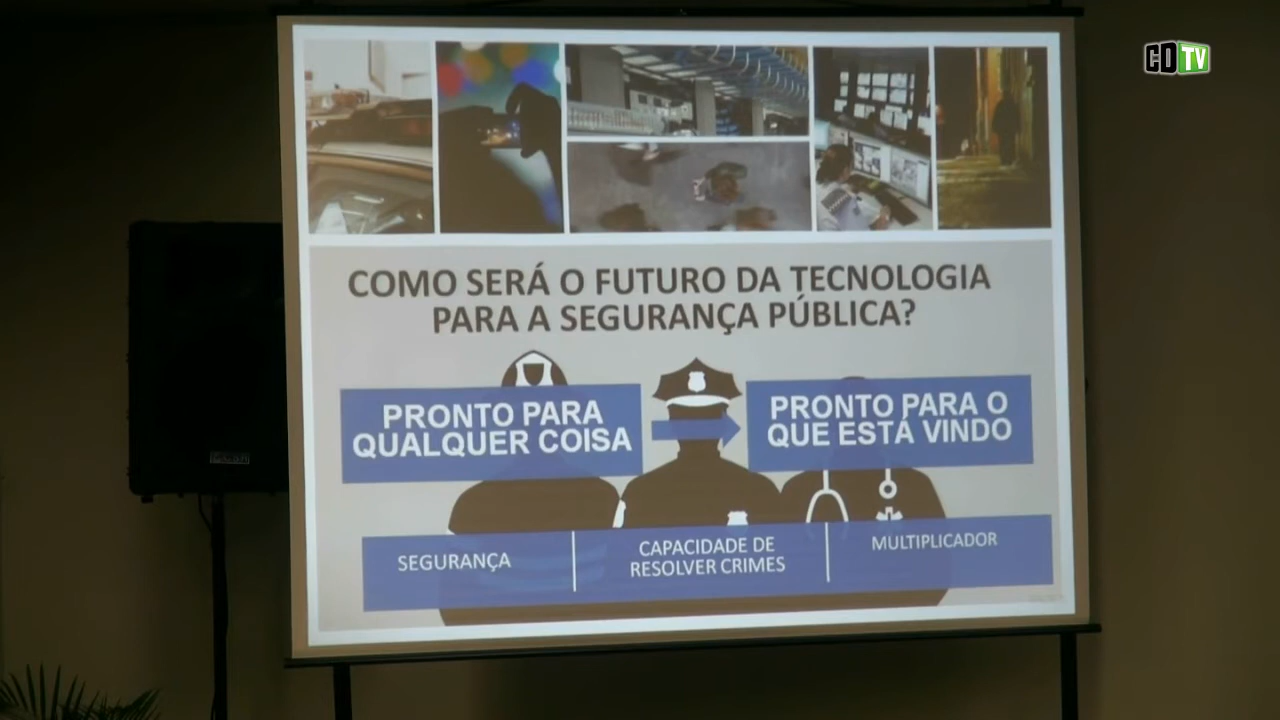 CDTV
COMO SERÁ O FUTURO DA TECNOLOGIA
PARA A SEGURANÇA PÚBLICA?
PRONTO PARA
QUALQUER COISA
PRONTO PARA O
QUE ESTÁ VINDO
SEGURANÇA
CAPACIDADE DE
RESOLVER CRIMES
MULTIPLICADOR